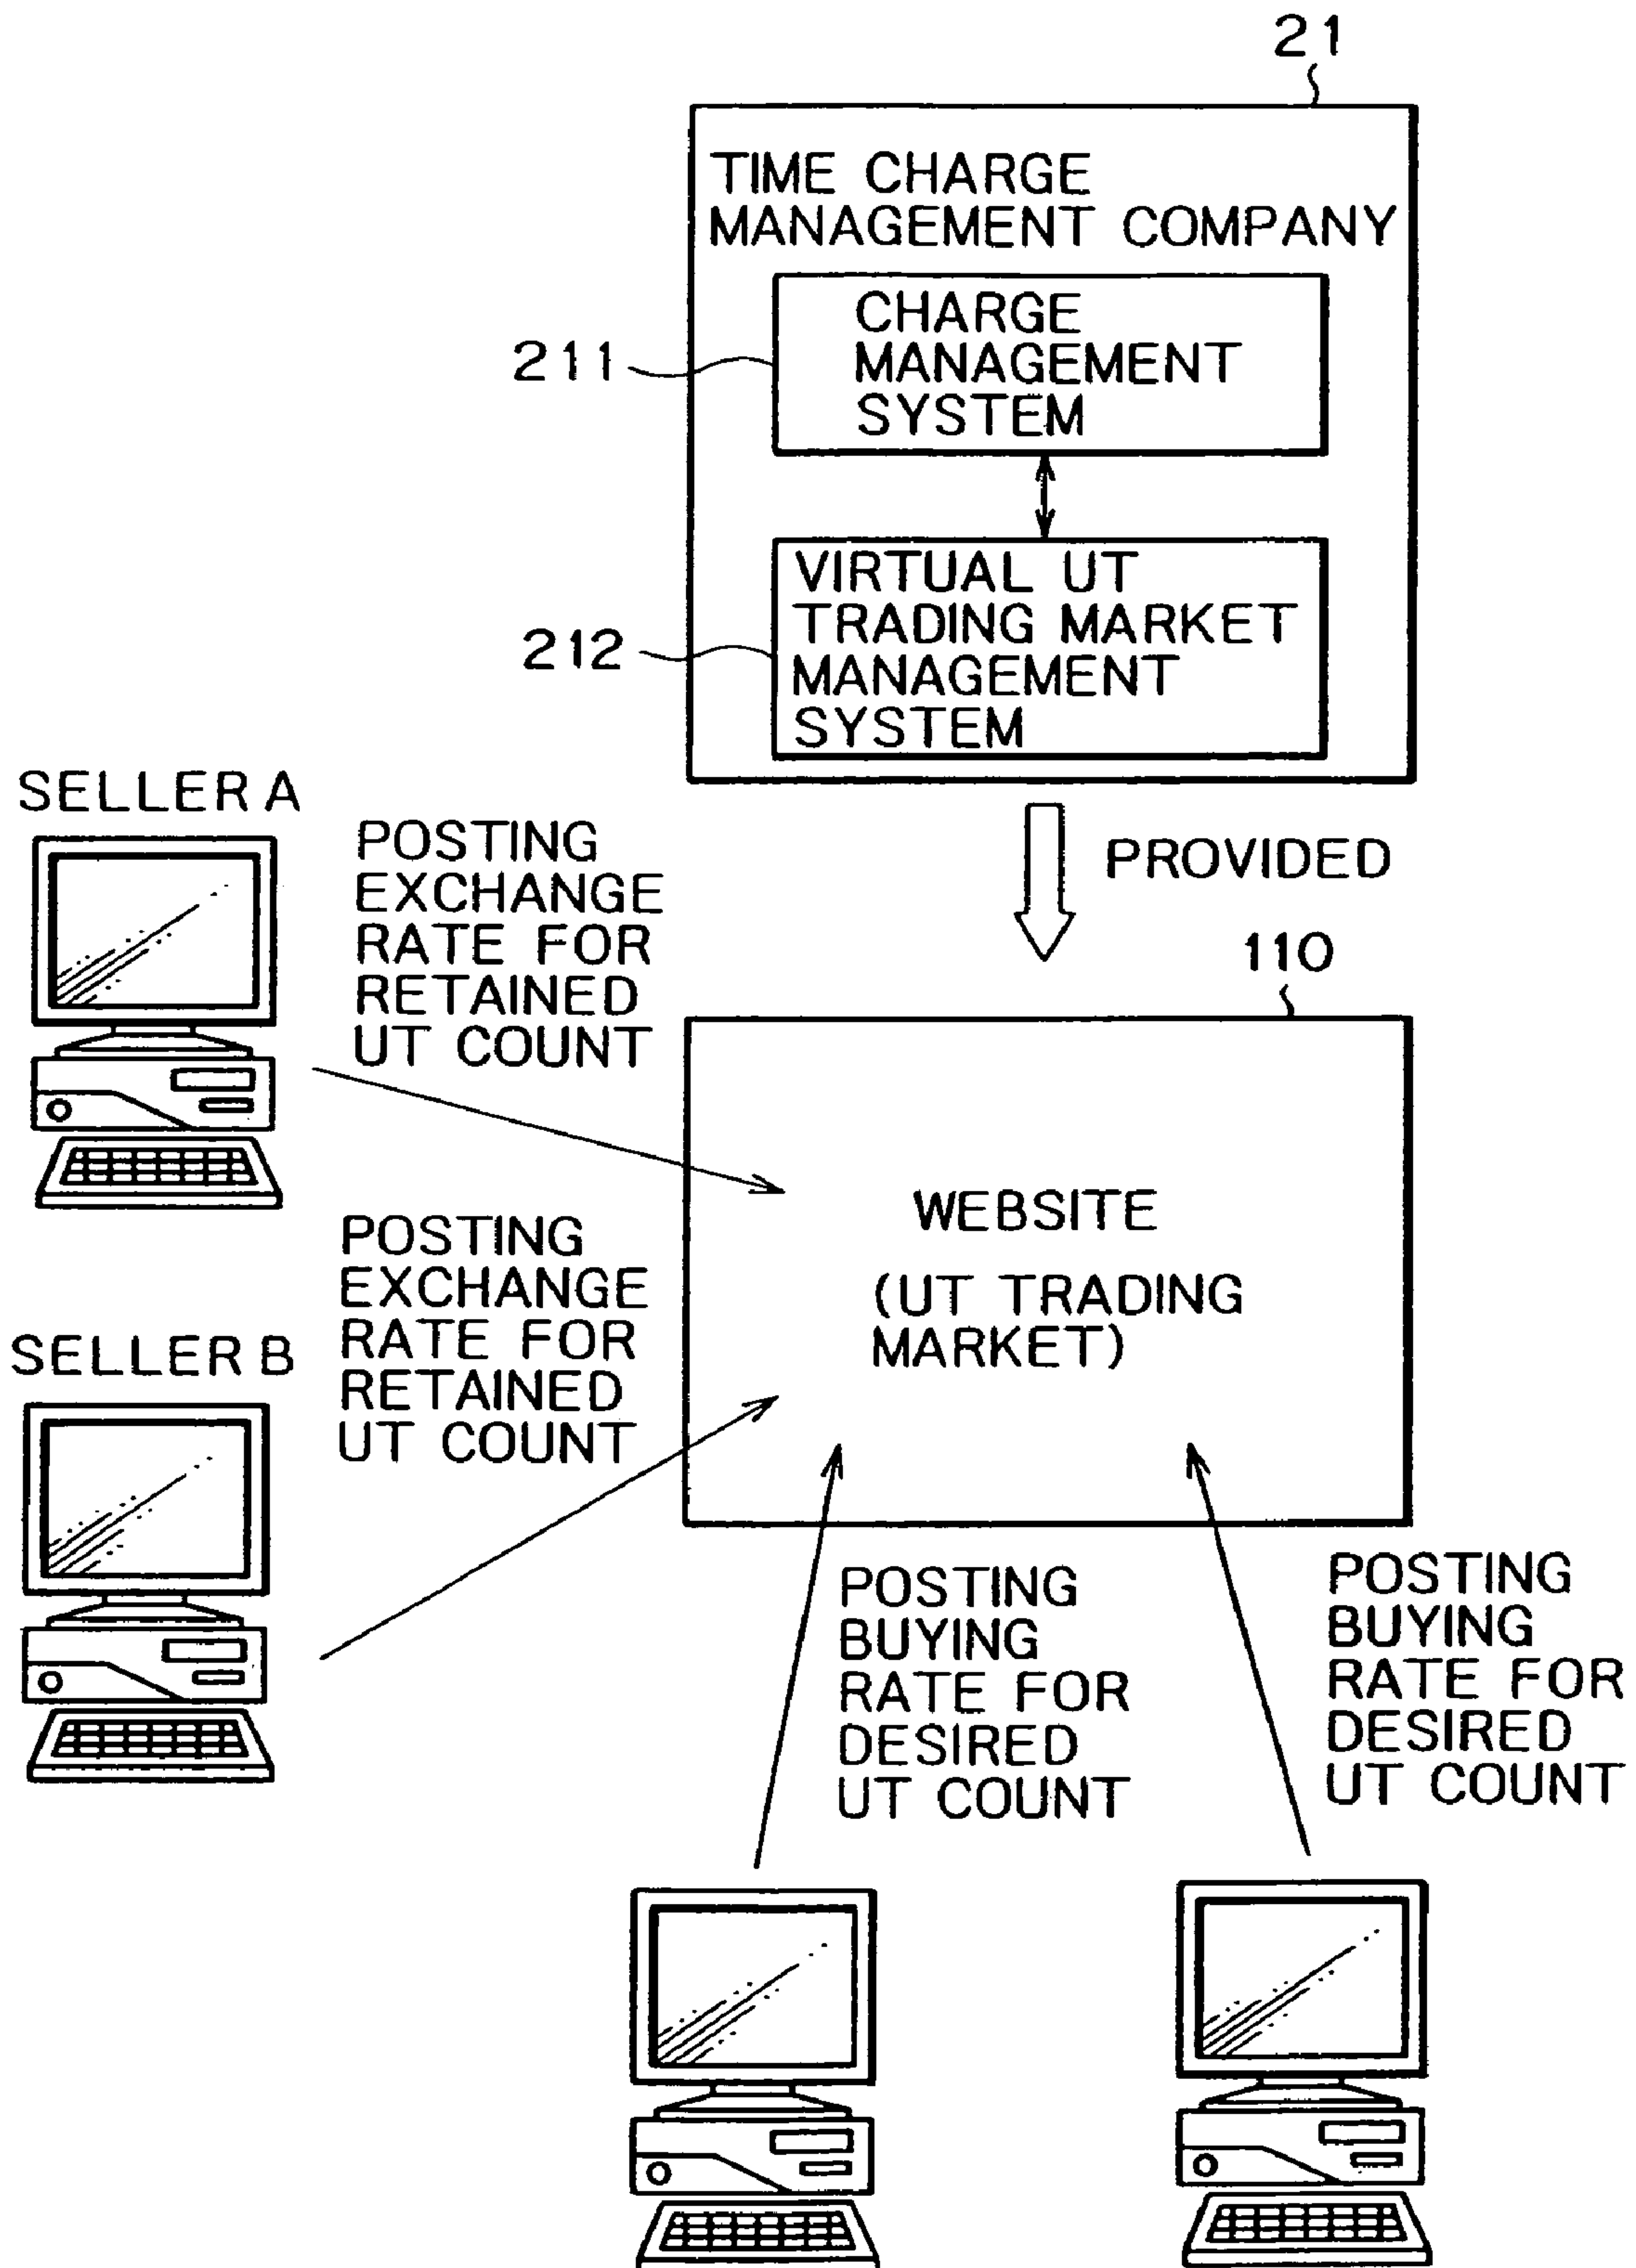 21
TIME CHARGE
MANAGEMENT COMPANY
CHARGE
MANAGEMENT
SYSTEM
211
VIRTUAL UT
TRADING MARKET
MANAGEMENT
SYSTEM
212
PROVIDED
110
WEBSITE
(UT TRADING
MARKET)
SELLER A
POSTING
EXCHANGE
RATE FOR
RETAINED
UT COUNT
SELLER B
POSTING
EXCHANGE
RATE FOR
RETAINED
UT COUNT
POSTING
BUYING
RATE FOR
DESIRED
UT COUNT
POSTING
BUYING
RATE FOR
DESIRED
UT COUNT